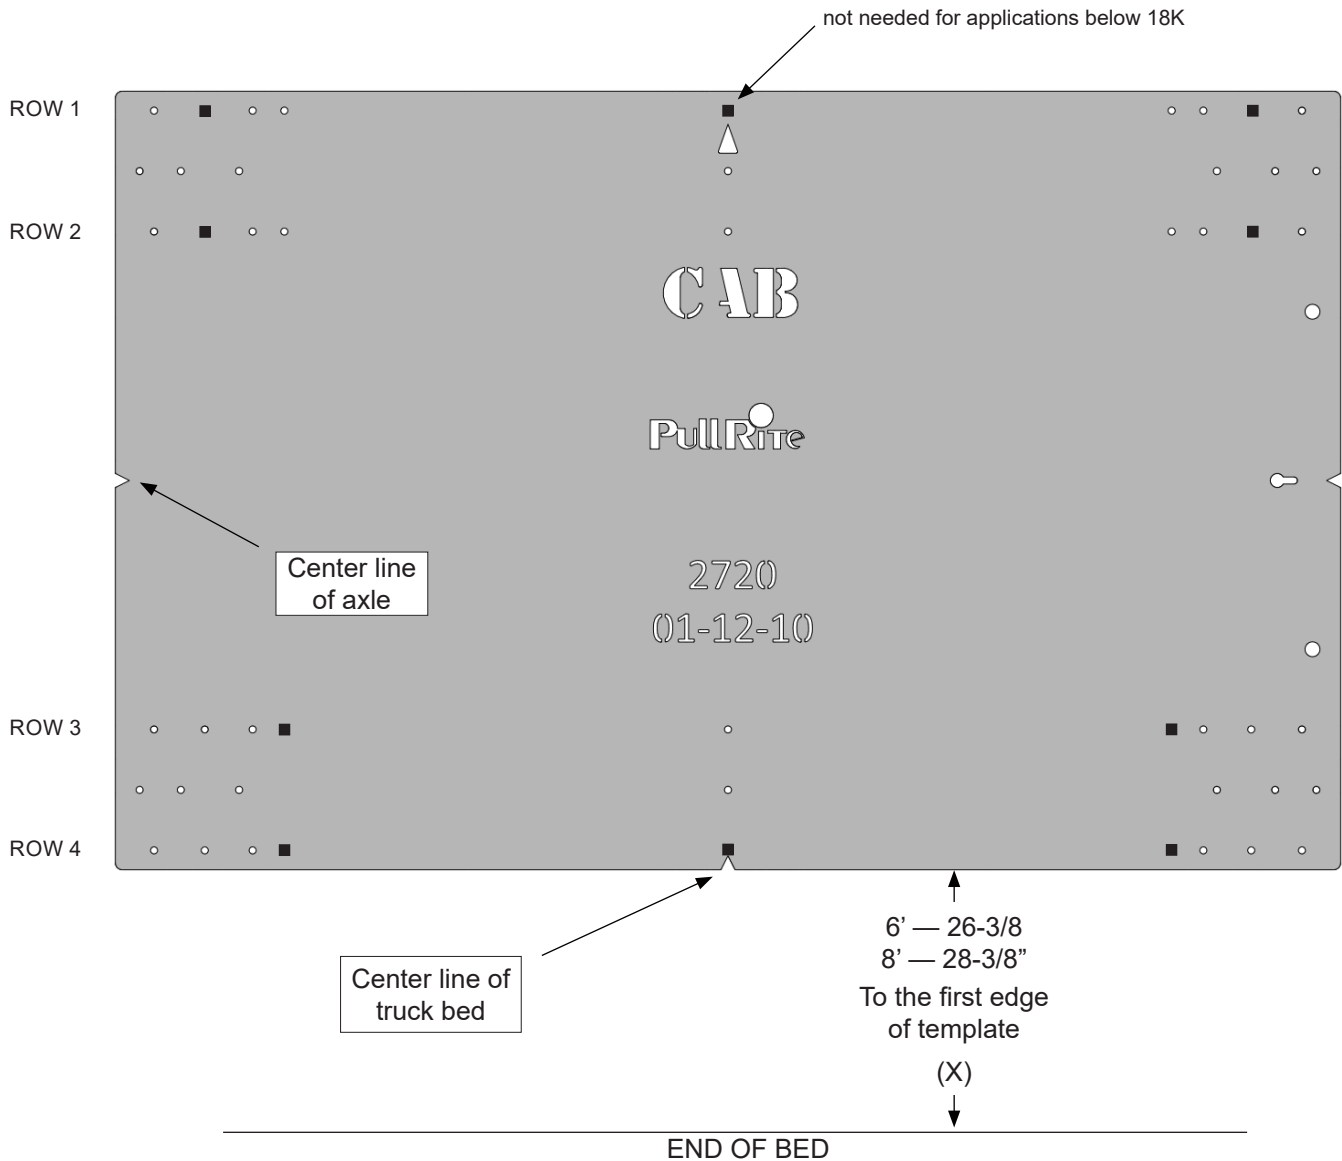 not needed for applications below 18K
ROW 1
ROW 2
CAB
PullRite
Center line
of axle
2720
01-12-10
ROW 3
ROW 4
6’ — 26-3/8
8’ — 28-3/8”
To the first edge
of template
(X)
Center line of
truck bed
END OF BED